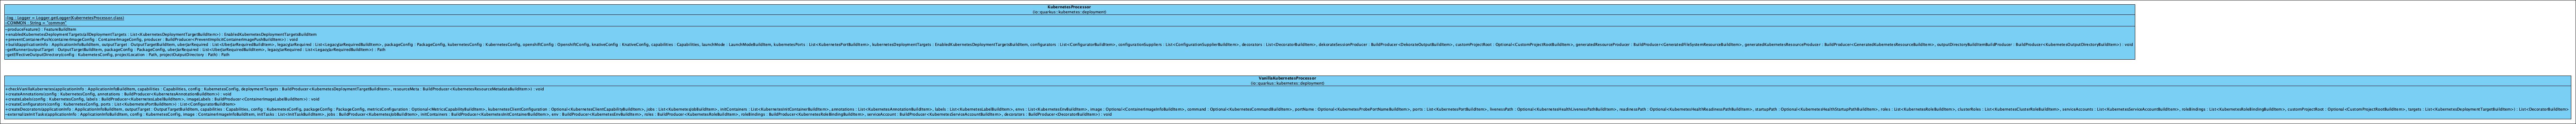 KubernetesProcessor
(io::quarkus::kubernetes::deployment)
-log : Logger = Logger.getLogger(KubernetesProcessor.class)
-COMMON : String = "common"
+produceFeature() : FeatureBuildItem
+enabledKubernetesDeploymentTargets(allDeploymentTargets : List<KubernetesDeploymentTargetBuildItem>) : EnabledKubernetesDeploymentTargetsBuildItem
+preventContainerPush(containerImageConfig : ContainerImageConfig, producer : BuildProducer<PreventImplicitContainerImagePushBuildItem>) : void
+build(applicationInfo : ApplicationInfoBuildItem, outputTarget : OutputTargetBuildItem, uberJarRequired : List<UberJarRequiredBuildItem>, legacyJarRequired : List<LegacyJarRequiredBuildItem>, packageConfig : PackageConfig, kubernetesConfig : KubernetesConfig, openshiftConfig : OpenshiftConfig, knativeConfig : KnativeConfig, capabilities : Capabilities, launchMode : LaunchModeBuildItem, kubernetesPorts : List<KubernetesPortBuildItem>, kubernetesDeploymentTargets : EnabledKubernetesDeploymentTargetsBuildItem, configurators : List<ConfiguratorBuildItem>, configurationSuppliers : List<ConfigurationSupplierBuildItem>, decorators : List<DecoratorBuildItem>, dekorateSessionProducer : BuildProducer<DekorateOutputBuildItem>, customProjectRoot : Optional<CustomProjectRootBuildItem>, generatedResourceProducer : BuildProducer<GeneratedFileSystemResourceBuildItem>, generatedKubernetesResourceProducer : BuildProducer<GeneratedKubernetesResourceBuildItem>, outputDirectoryBuildItemBuildProducer : BuildProducer<KubernetesOutputDirectoryBuildItem>) : void
-getRunner(outputTarget : OutputTargetBuildItem, packageConfig : PackageConfig, uberJarRequired : List<UberJarRequiredBuildItem>, legacyJarRequired : List<LegacyJarRequiredBuildItem>) : Path
-getEffectiveOutputDirectory(config : KubernetesConfig, projectLocation : Path, projectOutputDirectory : Path) : Path
VanillaKubernetesProcessor
(io::quarkus::kubernetes::deployment)
+checkVanillaKubernetes(applicationInfo : ApplicationInfoBuildItem, capabilities : Capabilities, config : KubernetesConfig, deploymentTargets : BuildProducer<KubernetesDeploymentTargetBuildItem>, resourceMeta : BuildProducer<KubernetesResourceMetadataBuildItem>) : void
+createAnnotations(config : KubernetesConfig, annotations : BuildProducer<KubernetesAnnotationBuildItem>) : void
+createLabels(config : KubernetesConfig, labels : BuildProducer<KubernetesLabelBuildItem>, imageLabels : BuildProducer<ContainerImageLabelBuildItem>) : void
+createConfigurators(config : KubernetesConfig, ports : List<KubernetesPortBuildItem>) : List<ConfiguratorBuildItem>
+createDecorators(applicationInfo : ApplicationInfoBuildItem, outputTarget : OutputTargetBuildItem, capabilities : Capabilities, config : KubernetesConfig, packageConfig : PackageConfig, metricsConfiguration : Optional<MetricsCapabilityBuildItem>, kubernetesClientConfiguration : Optional<KubernetesClientCapabilityBuildItem>, jobs : List<KubernetesJobBuildItem>, initContainers : List<KubernetesInitContainerBuildItem>, annotations : List<KubernetesAnnotationBuildItem>, labels : List<KubernetesLabelBuildItem>, envs : List<KubernetesEnvBuildItem>, image : Optional<ContainerImageInfoBuildItem>, command : Optional<KubernetesCommandBuildItem>, portName : Optional<KubernetesProbePortNameBuildItem>, ports : List<KubernetesPortBuildItem>, livenessPath : Optional<KubernetesHealthLivenessPathBuildItem>, readinessPath : Optional<KubernetesHealthReadinessPathBuildItem>, startupPath : Optional<KubernetesHealthStartupPathBuildItem>, roles : List<KubernetesRoleBuildItem>, clusterRoles : List<KubernetesClusterRoleBuildItem>, serviceAccounts : List<KubernetesServiceAccountBuildItem>, roleBindings : List<KubernetesRoleBindingBuildItem>, customProjectRoot : Optional<CustomProjectRootBuildItem>, targets : List<KubernetesDeploymentTargetBuildItem>) : List<DecoratorBuildItem>
+externalizeInitTasks(applicationInfo : ApplicationInfoBuildItem, config : KubernetesConfig, image : ContainerImageInfoBuildItem, initTasks : List<InitTaskBuildItem>, jobs : BuildProducer<KubernetesJobBuildItem>, initContainers : BuildProducer<KubernetesInitContainerBuildItem>, env : BuildProducer<KubernetesEnvBuildItem>, roles : BuildProducer<KubernetesRoleBuildItem>, roleBindings : BuildProducer<KubernetesRoleBindingBuildItem>, serviceAccount : BuildProducer<KubernetesServiceAccountBuildItem>, decorators : BuildProducer<DecoratorBuildItem>) : void